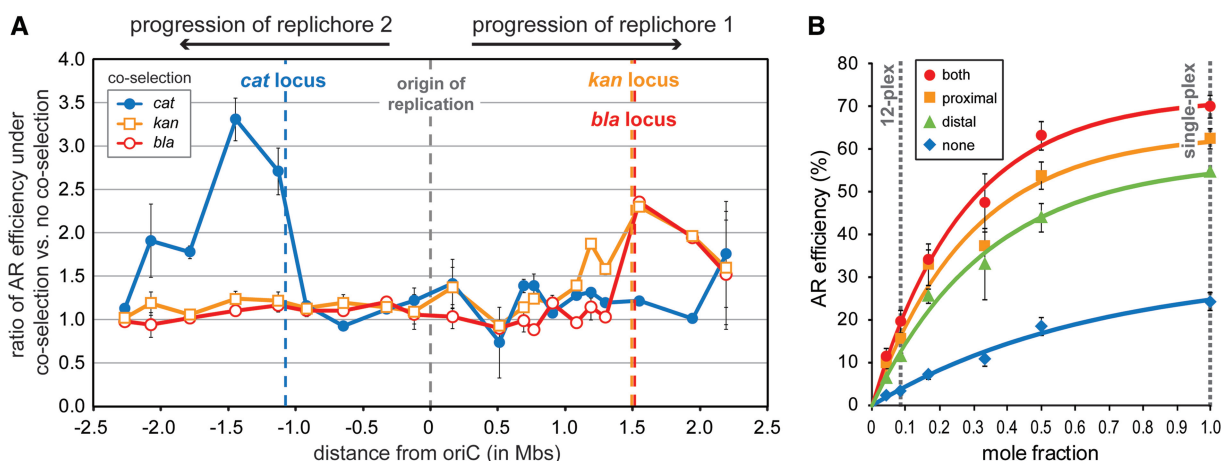 A
progression of replichore 2
progression of replichore 1
ratio of AR efficiency under
co-selection vs. no co-selection
4.0
3.5
3.0
2.5
2.0
1.5
1.0
0.5
0.0
co-selection
cat
kan
bla
cat locus
origin of
replication
kan locus
bla locus
-2.5
-2.0
-1.5
-1.0
-0.5
0
0.5
1.0
1.5
2.0
2.5
distance from oriC (in Mbs)
B
AR efficiency (%)
80
70
60
50
40
30
20
10
0
12-plex
both
proximal
distal
none
single-plex
0
0.1
0.2
0.3
0.4
0.5
0.6
0.7
0.8
0.9
1.0
mole fraction